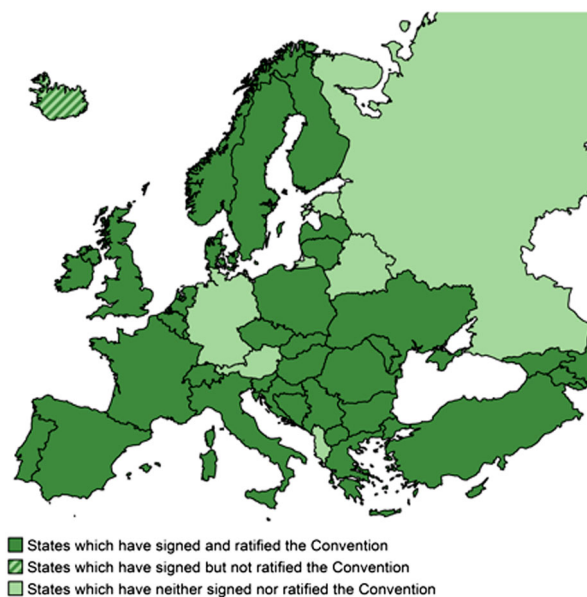 States which have signed and ratified the Convention
States which have signed but not ratified the Convention
States which have neither signed nor ratified the Convention